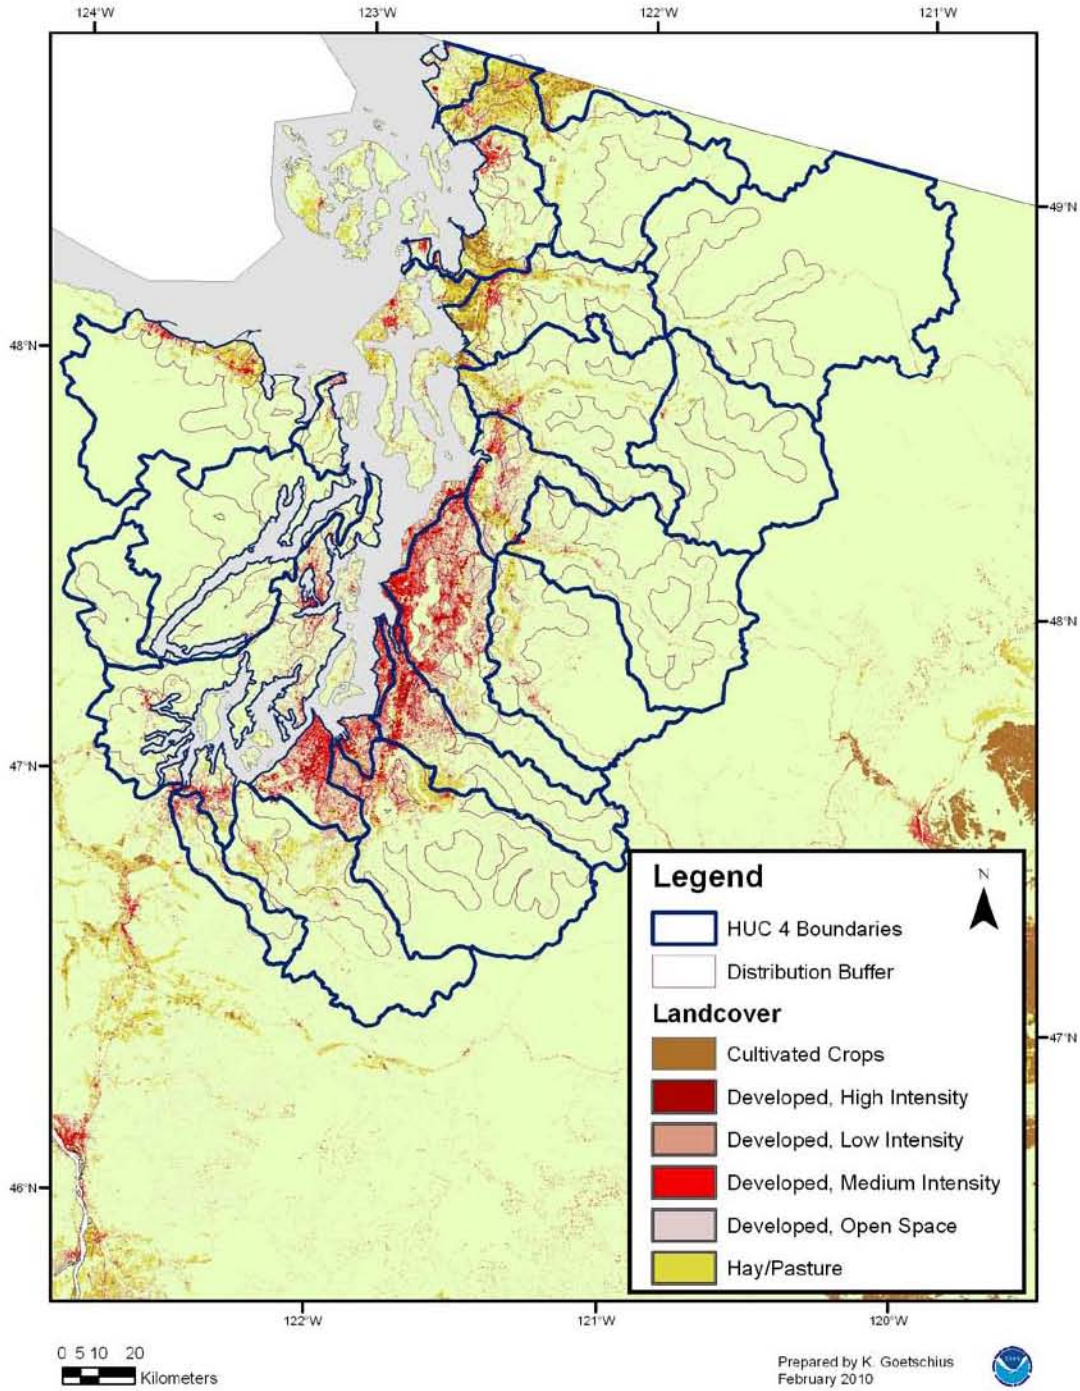 124°W
123°W
122°W
121°W
49°N
48°N
48°N
47°N
47°N
46°N
Legend
N
HUC 4 Boundaries
Distribution Buffer
Landcover
Cultivated Crops
Developed, High Intensity
Developed, Low Intensity
Developed, Medium Intensity
Developed, Open Space
Hay/Pasture
122°W
121°W
120°W
0 5 10 20
Kilometers
Prepared by K. Goetschius
February 2010